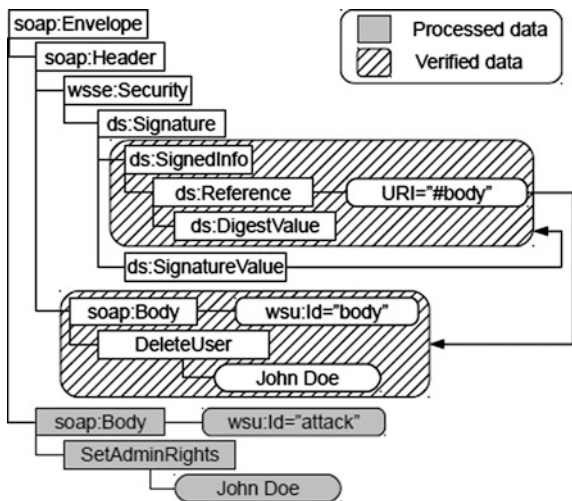 soap:Envelope
Processed data
Verified data
soap:Header
wsse:Security
ds:Signature
ds:SignedInfo
ds:Reference
URI="#body"
ds:DigestValue
ds:SignatureValue
soap:Body
wsu:Id="body"
DeleteUser
John Doe
soap:Body
wsu:Id="attack"
SetAdminRights
John Doe